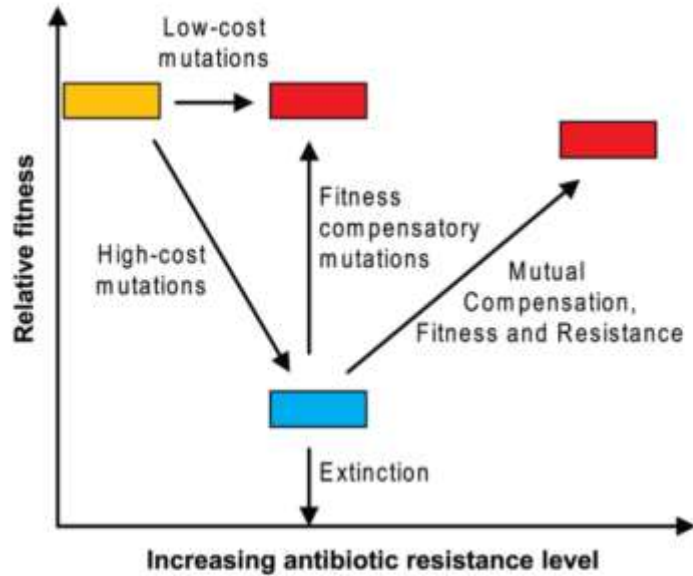 Low-cost
mutations
Relative fitness
High-cost
mutations
Fitness
compensatory
mutations
Mutual
Compensation,
Fitness and Resistance
Extinction
Increasing antibiotic resistance level